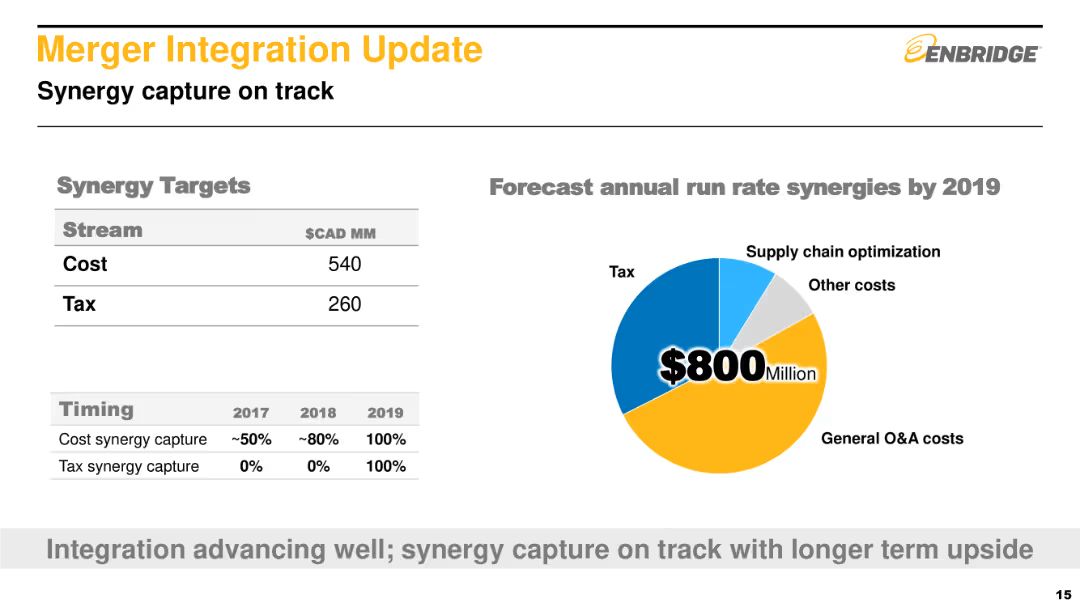 Merger Integration Update
ENBRIDGE
Synergy capture on track
Synergy Targets
Stream $CAD MM
Cost 540
Tax 260
Timing 2017 2018 2019
Cost synergy capture ~50% ~80% 100%
Tax synergy capture 0% 0% 100%
Forecast annual run rate synergies by 2019
Supply chain optimization
Tax
Other costs
$800 Million
General O&A costs
Integration advancing well; synergy capture on track with longer term upside
15